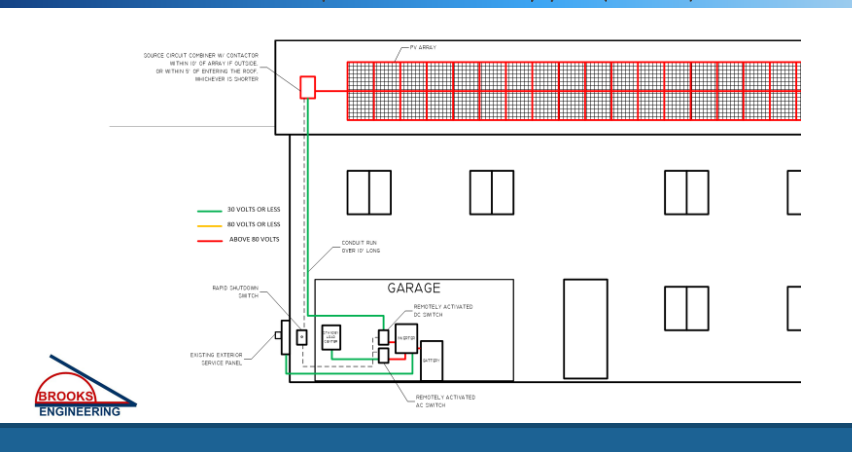 PV ARRAY
SOURCE CIRCUIT COMBINER W/ CONTACTOR
WITHIN 10' OF ARRAY IF OUTSIDE.
OR WITHIN 5' OF ENTERING THE ROOF.
WHICHEVER IS SHORTER
30 VOLTS OR LESS
80 VOLTS OR LESS
ABOVE 80 VOLTS
CONDUIT RUN
OVER 10' LONG
GARAGE
RAPID SHUTDOWN
SWITCH
REMOTELY ACTIVATED
DC SWITCH
STANDBY
LOAD
CENTER
INVERTER
BATTERY
EXISTING EXTERIOR
SERVICE PANEL
REMOTELY ACTIVATED
AC SWITCH
BROOKS
ENGINEERING